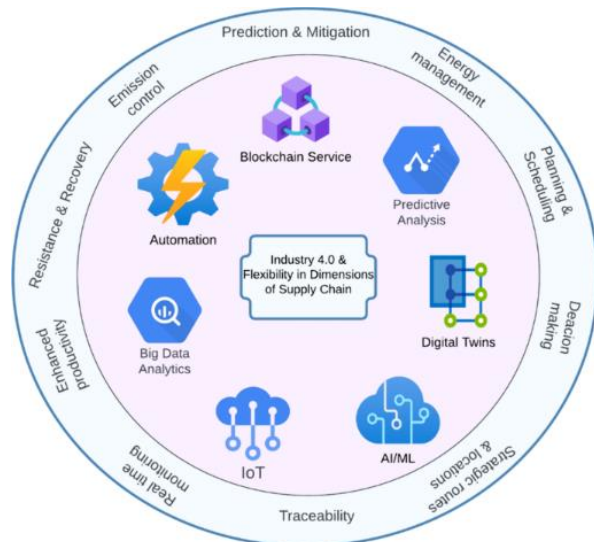 Prediction & Mitigation
Energy
management
Planning &
Scheduling
Deacion
making
Strategic routes
& locations
Traceability
Real time
monitoring
Enhanced
productivity
Resistance & Recovery
Emission
control
Blockchain Service
Predictive
Analysis
Digital Twins
AI/ML
IoT
Big Data
Analytics
Automation
Industry 4.0 &
Flexibility in Dimensions
of Supply Chain